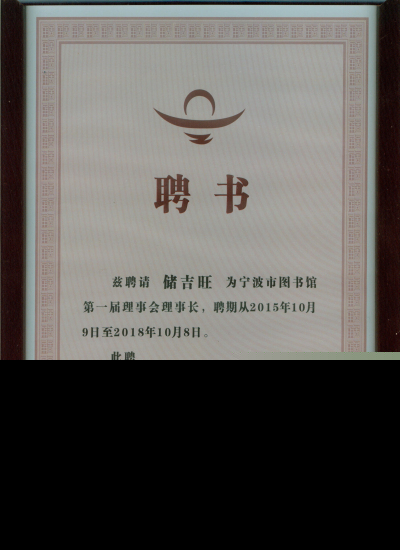 聘书
兹聘请 储吉旺 为宁波市图书馆
第一届理事会理事长，聘期从2015年10月
9日至2018年10月8日。
此聘